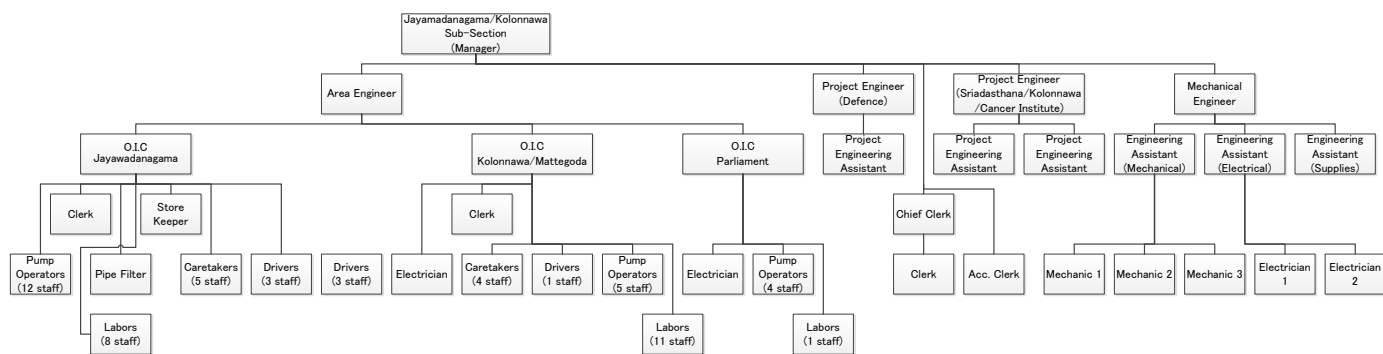 Jayamadanagama/Kolonnawa
Sub-Section
(Manager)
Area Engineer
Project Engineer
(Defence)
Project Engineer
(Sriadasthana/Kolonnawa
/Cancer Institute)
Mechanical
Engineer
O.I.C
Jayawadanagama
O.I.C
Kolonnawa/Mattegoda
O.I.C
Parliament
Project
Engineering
Assistant
Project
Engineering
Assistant
Project
Engineering
Assistant
Engineering
Assistant
(Mechanical)
Engineering
Assistant
(Electrical)
Engineering
Assistant
(Supplies)
Clerk
Store
Keeper
Clerk
Chief Clerk
Pump
Operators
(12 staff)
Pipe Filter
Caretakers
(5 staff)
Drivers
(3 staff)
Drivers
(3 staff)
Electrician
Caretakers
(4 staff)
Drivers
(1 staff)
Pump
Operators
(5 staff)
Electrician
Pump
Operators
(4 staff)
Clerk
Acc. Clerk
Mechanic 1
Mechanic 2
Mechanic 3
Electrician
1
Electrician
2
Labors
(8 staff)
Labors
(11 staff)
Labors
(1 staff)